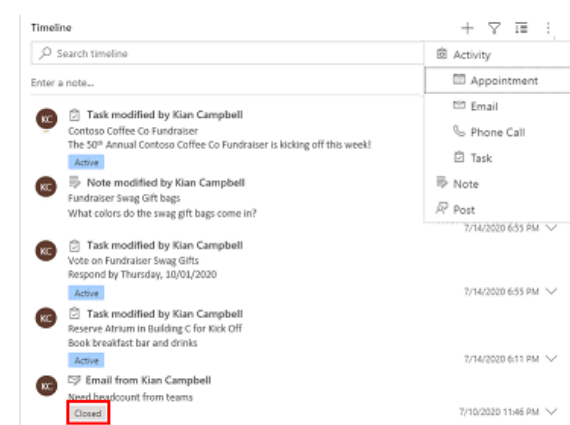 Timeline
Search timeline
Enter a note...
Activity
Appointment
Email
Phone Call
Task
Note
Post
KC
Task modified by Kian Campbell
Contoso Coffee Co Fundraiser
The 50th Annual Contoso Coffee Co Fundraiser is kicking off this week!
Active
KC
Note modified by Kian Campbell
Fundraiser Swag Gift bags
What colors do the swag gift bags come in?
7/14/2020 6:55 PM
KC
Task modified by Kian Campbell
Vote on Fundraiser Swag Gifts
Respond by Thursday, 10/01/2020
Active
7/14/2020 6:55 PM
KC
Task modified by Kian Campbell
Reserve Atrium in Building C for Kick Off
Book breakfast bar and drinks
Active
7/14/2020 6:11 PM
KC
Email from Kian Campbell
Need headcount from teams
Closed
7/10/2020 11:46 PM